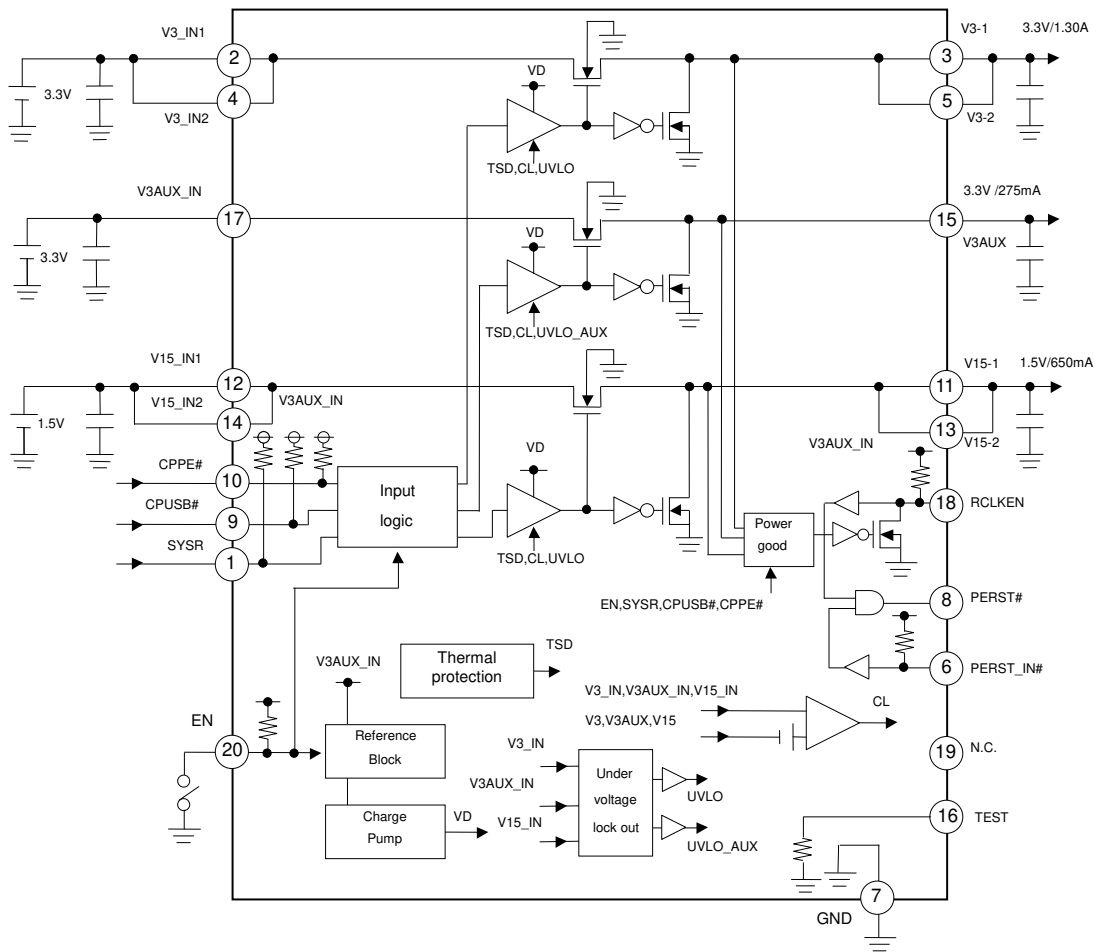 V3_IN1
V3-1
3.3V/1.30A
2
VD
3
3.3V
4
5
V3_IN2
V3-2
TSD,CL,UVLO
V3AUX_IN
3.3V /275mA
17
15
VD
V3AUX
3.3V
TSD,CL,UVLO_AUX
V15_IN1
V15-1
1.5V/650mA
12
11
V15_IN2
V3AUX_IN
1.5V
14
13
V15-2
VD
V3AUX_IN
CPPE#
10
Input
logic
18
RCLKEN
CPUSB#
9
Power
good
SYSR
1
TSD,CL,UVLO
EN,SYSR,CPUSB#,CPPE#
8
PERST#
Thermal
protection
TSD
V3AUX_IN
6
PERST_IN#
V3_IN,V3AUX_IN,V15_IN
CL
EN
V3,V3AUX,V15
20
Reference
Block
V3_IN
19
N.C.
Under
voltage
lock out
V3AUX_IN
UVLO
Charge
Pump
VD
V15_IN
16
TEST
UVLO_AUX
7
GND